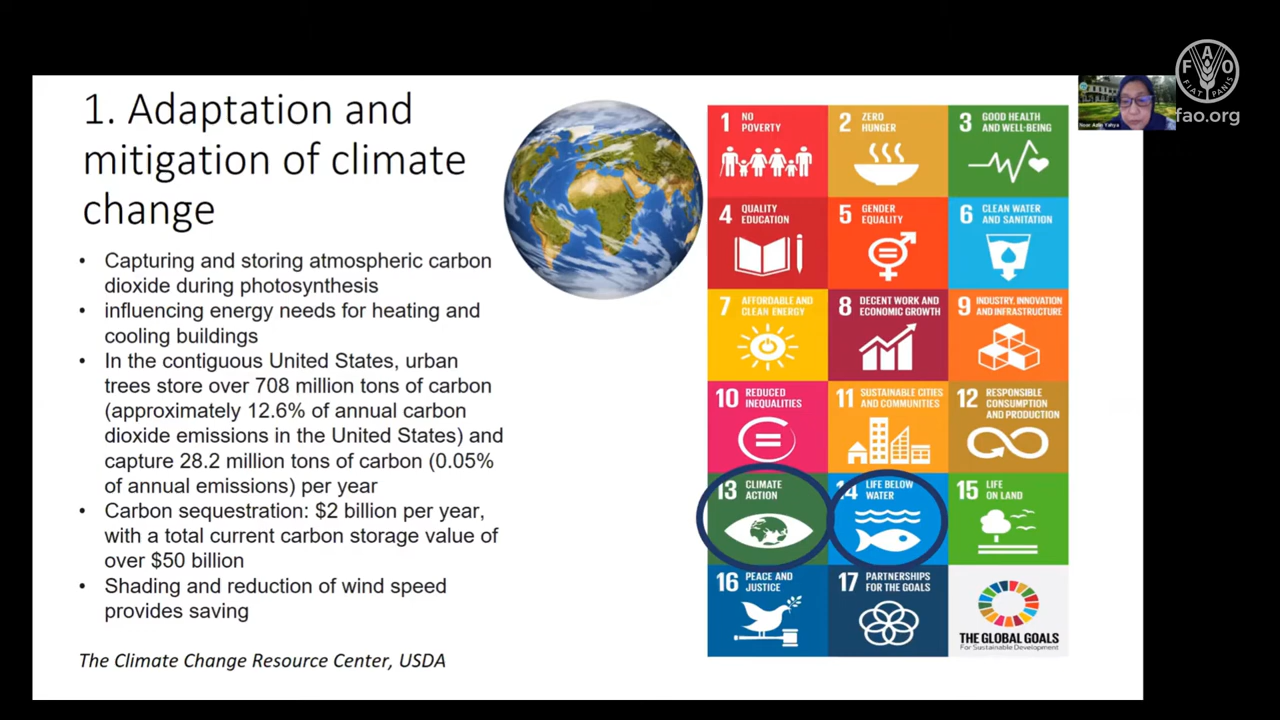 1. Adaptation and
mitigation of climate
change
• Capturing and storing atmospheric carbon
dioxide during photosynthesis
• influencing energy needs for heating and
cooling buildings
• In the contiguous United States, urban
trees store over 708 million tons of carbon
(approximately 12.6% of annual carbon
dioxide emissions in the United States) and
capture 28.2 million tons of carbon (0.05%
of annual emissions) per year
• Carbon sequestration: $2 billion per year,
with a total current carbon storage value of
over $50 billion
• Shading and reduction of wind speed
provides saving
The Climate Change Resource Center, USDA
1 NO
POVERTY
2 ZERO
HUNGER
3 GOOD HEALTH
AND WELL-BEING
4 QUALITY
EDUCATION
5 GENDER
EQUALITY
6 CLEAN WATER
AND SANITATION
7 AFFORDABLE AND
CLEAN ENERGY
8 DECENT WORK AND
ECONOMIC GROWTH
9 INDUSTRY, INNOVATION
AND INFRASTRUCTURE
10 REDUCED
INEQUALITIES
11 SUSTAINABLE CITIES
AND COMMUNITIES
12 RESPONSIBLE
CONSUMPTION
AND PRODUCTION
13 CLIMATE
ACTION
14 LIFE BELOW
WATER
15 LIFE
ON LAND
16 PEACE AND
JUSTICE
17 PARTNERSHIPS
FOR THE GOALS
THE GLOBAL GOALS
For Sustainable Development
Noor Azlin Yahya
F A O
FIAT PANIS
fao.org